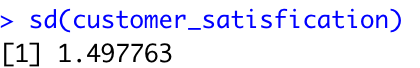 > sd(customer_satisfication)
[1] 1.497763